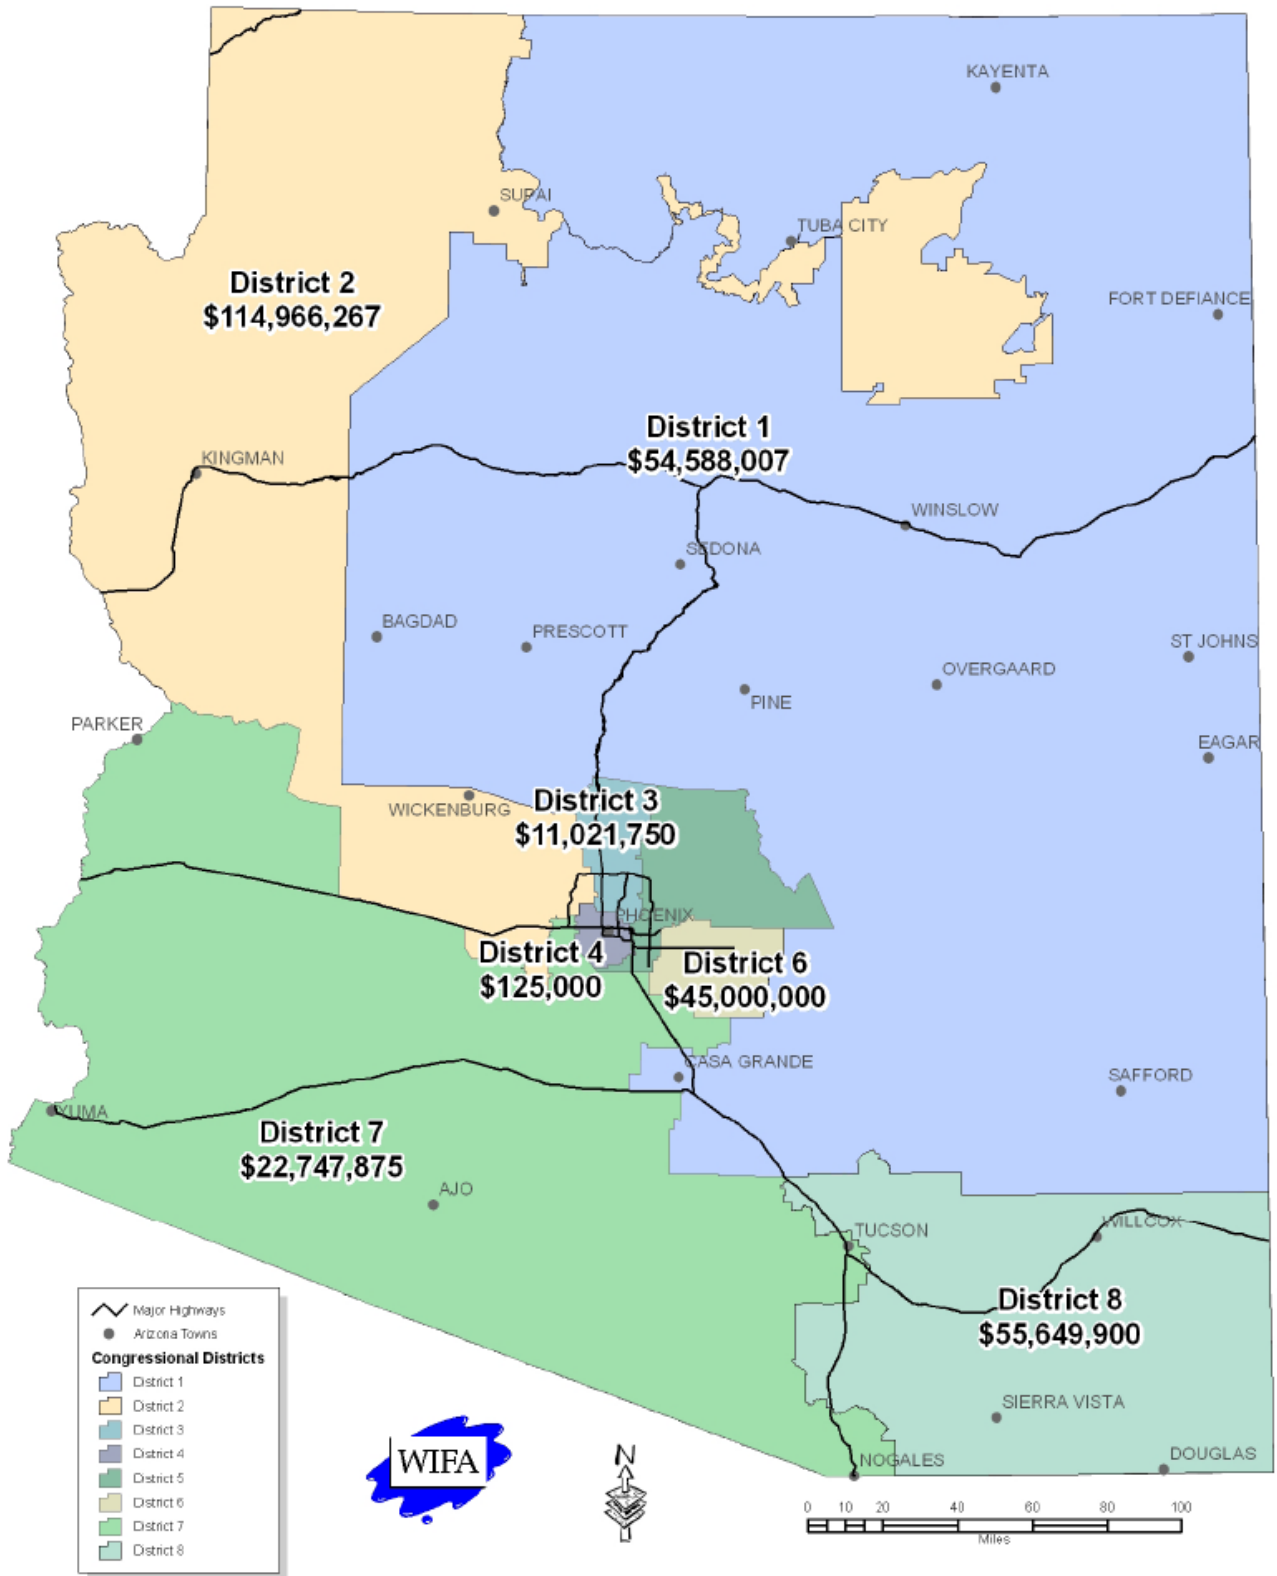 KAYENTA
SUPAI
TUBA CITY
District 2
$114,966,267
FORT DEFIANCE
District 1
$54,588,007
KINGMAN
WINSLOW
SEDONA
BAGDAD
PRESCOTT
ST JOHNS
OVERGAARD
PINE
PARKER
EAGAR
WICKENBURG
District 3
$11,021,750
PHOENIX
District 4
$125,000
District 6
$45,000,000
CASA GRANDE
SAFFORD
YUMA
District 7
$22,747,875
AJO
TUCSON
WILLCOX
District 8
$55,649,900
SIERRA VISTA
NOGALES
DOUGLAS
Major Highways
Arizona Towns
Congressional Districts
District 1
District 2
District 3
District 4
District 5
District 6
District 7
District 8
WIFA
N
0 10 20 40 60 80 100
Miles